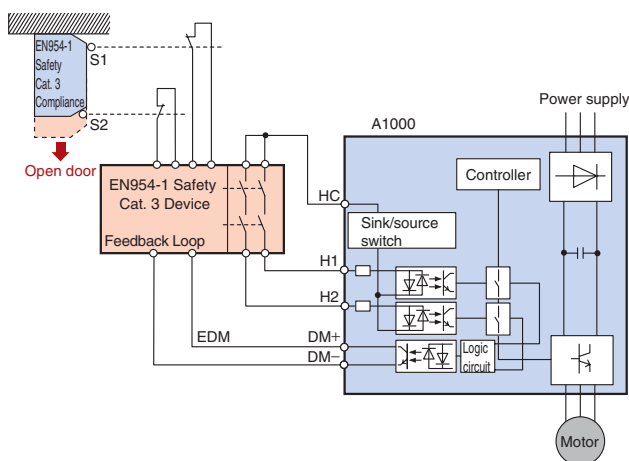 EN954-1
Safety
Cat. 3
Compliance
S1
S2
Open door
EN954-1 Safety
Cat. 3 Device
Feedback Loop
A1000
Power supply
Controller
HC
Sink/source
switch
H1
H2
EDM
DM+
DM−
Logic
circuit
Motor